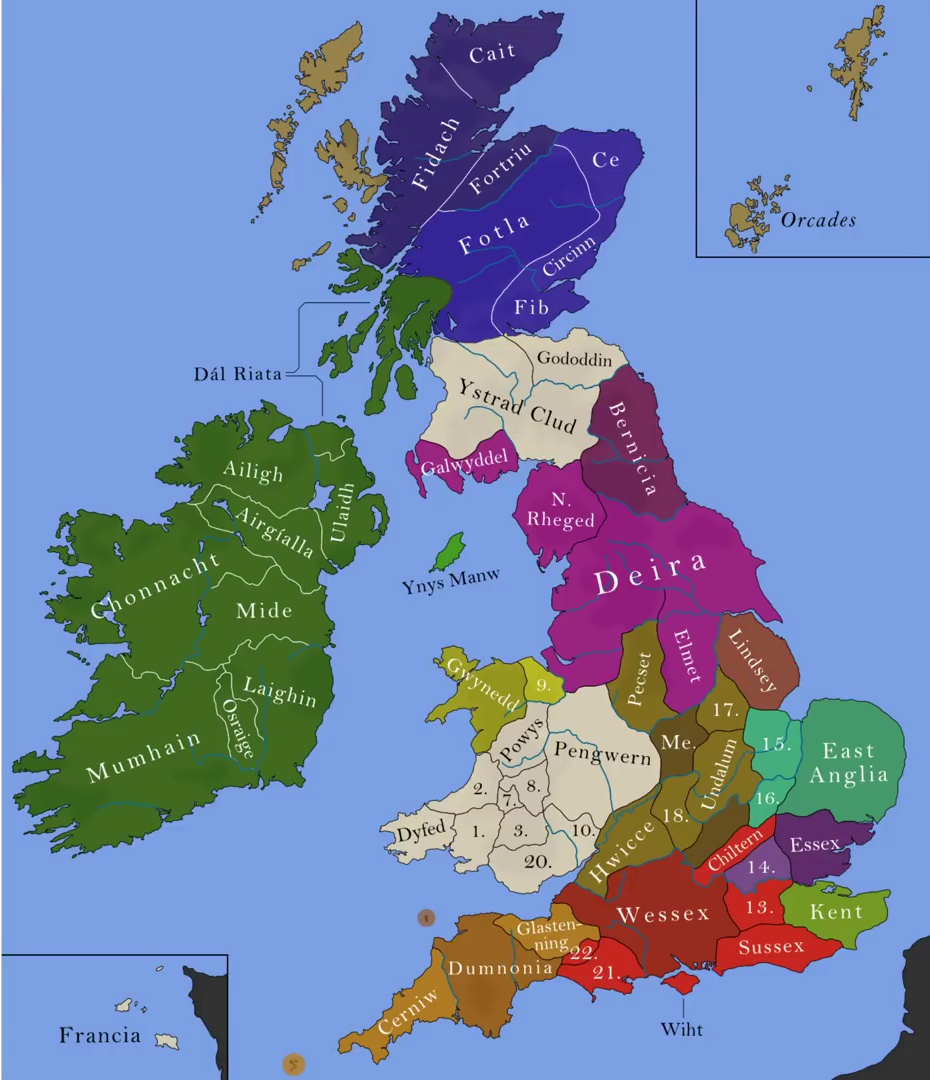 Cait
Fidach
Fortriu
Ce
Fotla
Circinn
Fib
Orcades
Dál Riata
Gododdin
Ystrad Clud
Bernicia
Galwyddel
N.
Rheged
Ailigh
Airgíalla
Ulaidh
Chonnacht
Ynys Manw
Deira
Mide
Elmet
Lindsey
Pecset
Gwynedd
9.
Laighin
Osraige
Mumhain
17.
Powys
Pengwern
Me.
15.
East
Anglia
Undalum
2.
7.
8.
16.
18.
Dyfed
1.
3.
10.
20.
Hwicce
Chiltern
Essex
14.
Wessex
13.
Kent
Glasten-
ning
22.
21.
Sussex
Dumnonia
Cerniw
Wiht
Francia